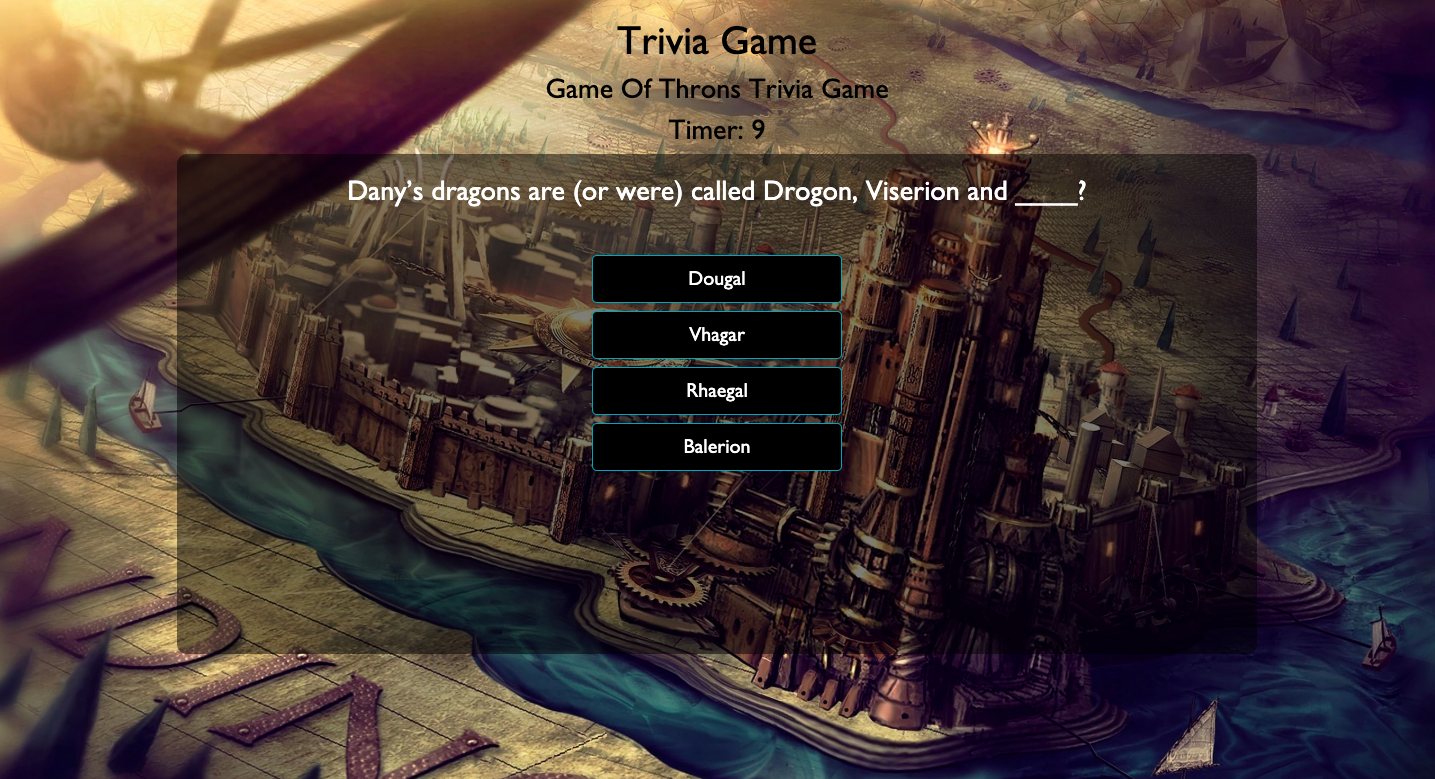 Trivia Game
Game Of Throns Trivia Game
Timer: 9
Dany’s dragons are (or were) called Drogon, Viserion and _____?
Dougal
Vhagar
Rhaegal
Balerion